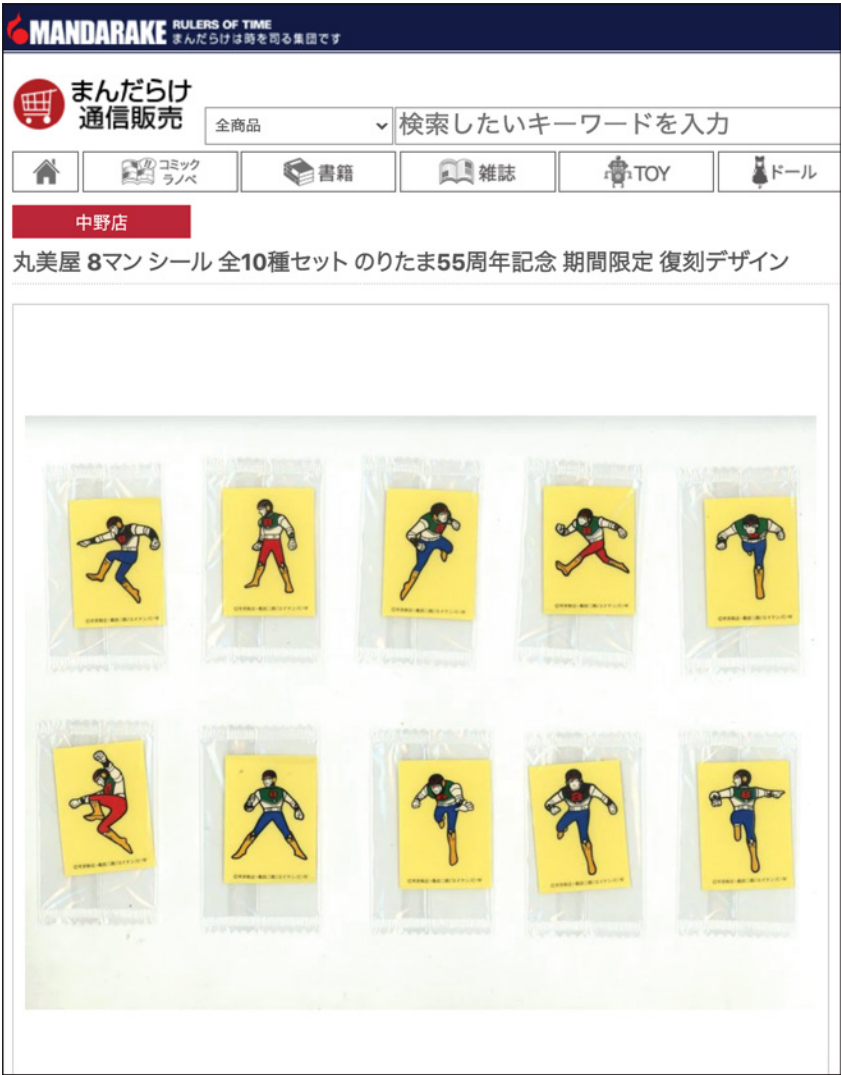 MANDARAKE RULERS OF TIME
まんだらけは時を司る集団です
まんだらけ
通信販売
全商品
検索したいキーワードを入力
コミック
ラノベ
書籍
雑誌
TOY
ドール
中野店
丸美屋 8マン シール 全10種セット のりたま55周年記念 期間限定 復刻デザイン